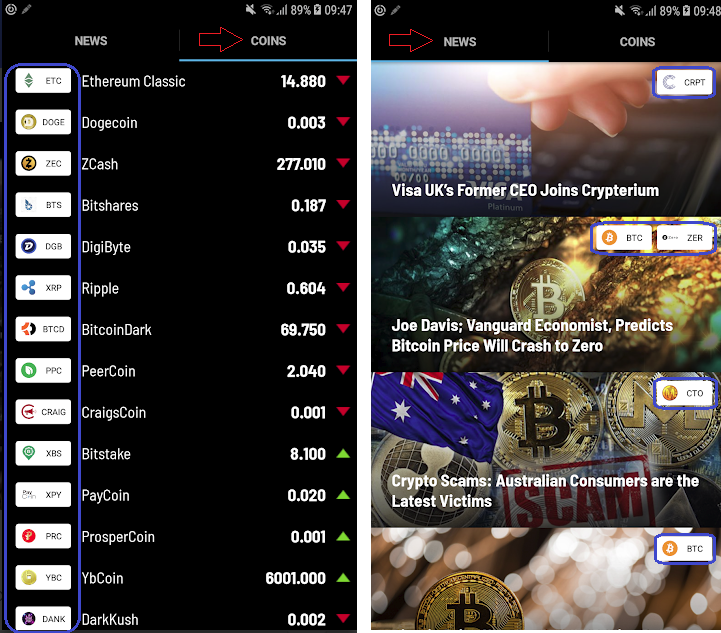 89% 09:47
NEWS
COINS
ETC Ethereum Classic 14.880
DOGE Dogecoin 0.003
ZEC ZCash 277.010
BTS Bitshares 0.187
DGB DigiByte 0.035
XRP Ripple 0.604
BTCD BitcoinDark 69.750
PPC PeerCoin 2.040
CRAIG CraigsCoin 0.001
XBS Bitstake 8.100
Pay Coin XPY PayCoin 0.020
PRC ProsperCoin 0.001
YBC YbCoin 6001.000
DANK DarkKush 0.002
89% 09:48
NEWS
COINS
CRPT
Visa UK's Former CEO Joins Crypterium
Platinum
BTC
ZER
Joe Davis; Vanguard Economist, Predicts
Bitcoin Price Will Crash to Zero
CTO
Crypto Scams: Australian Consumers are the
Latest Victims
SCAM
BTC